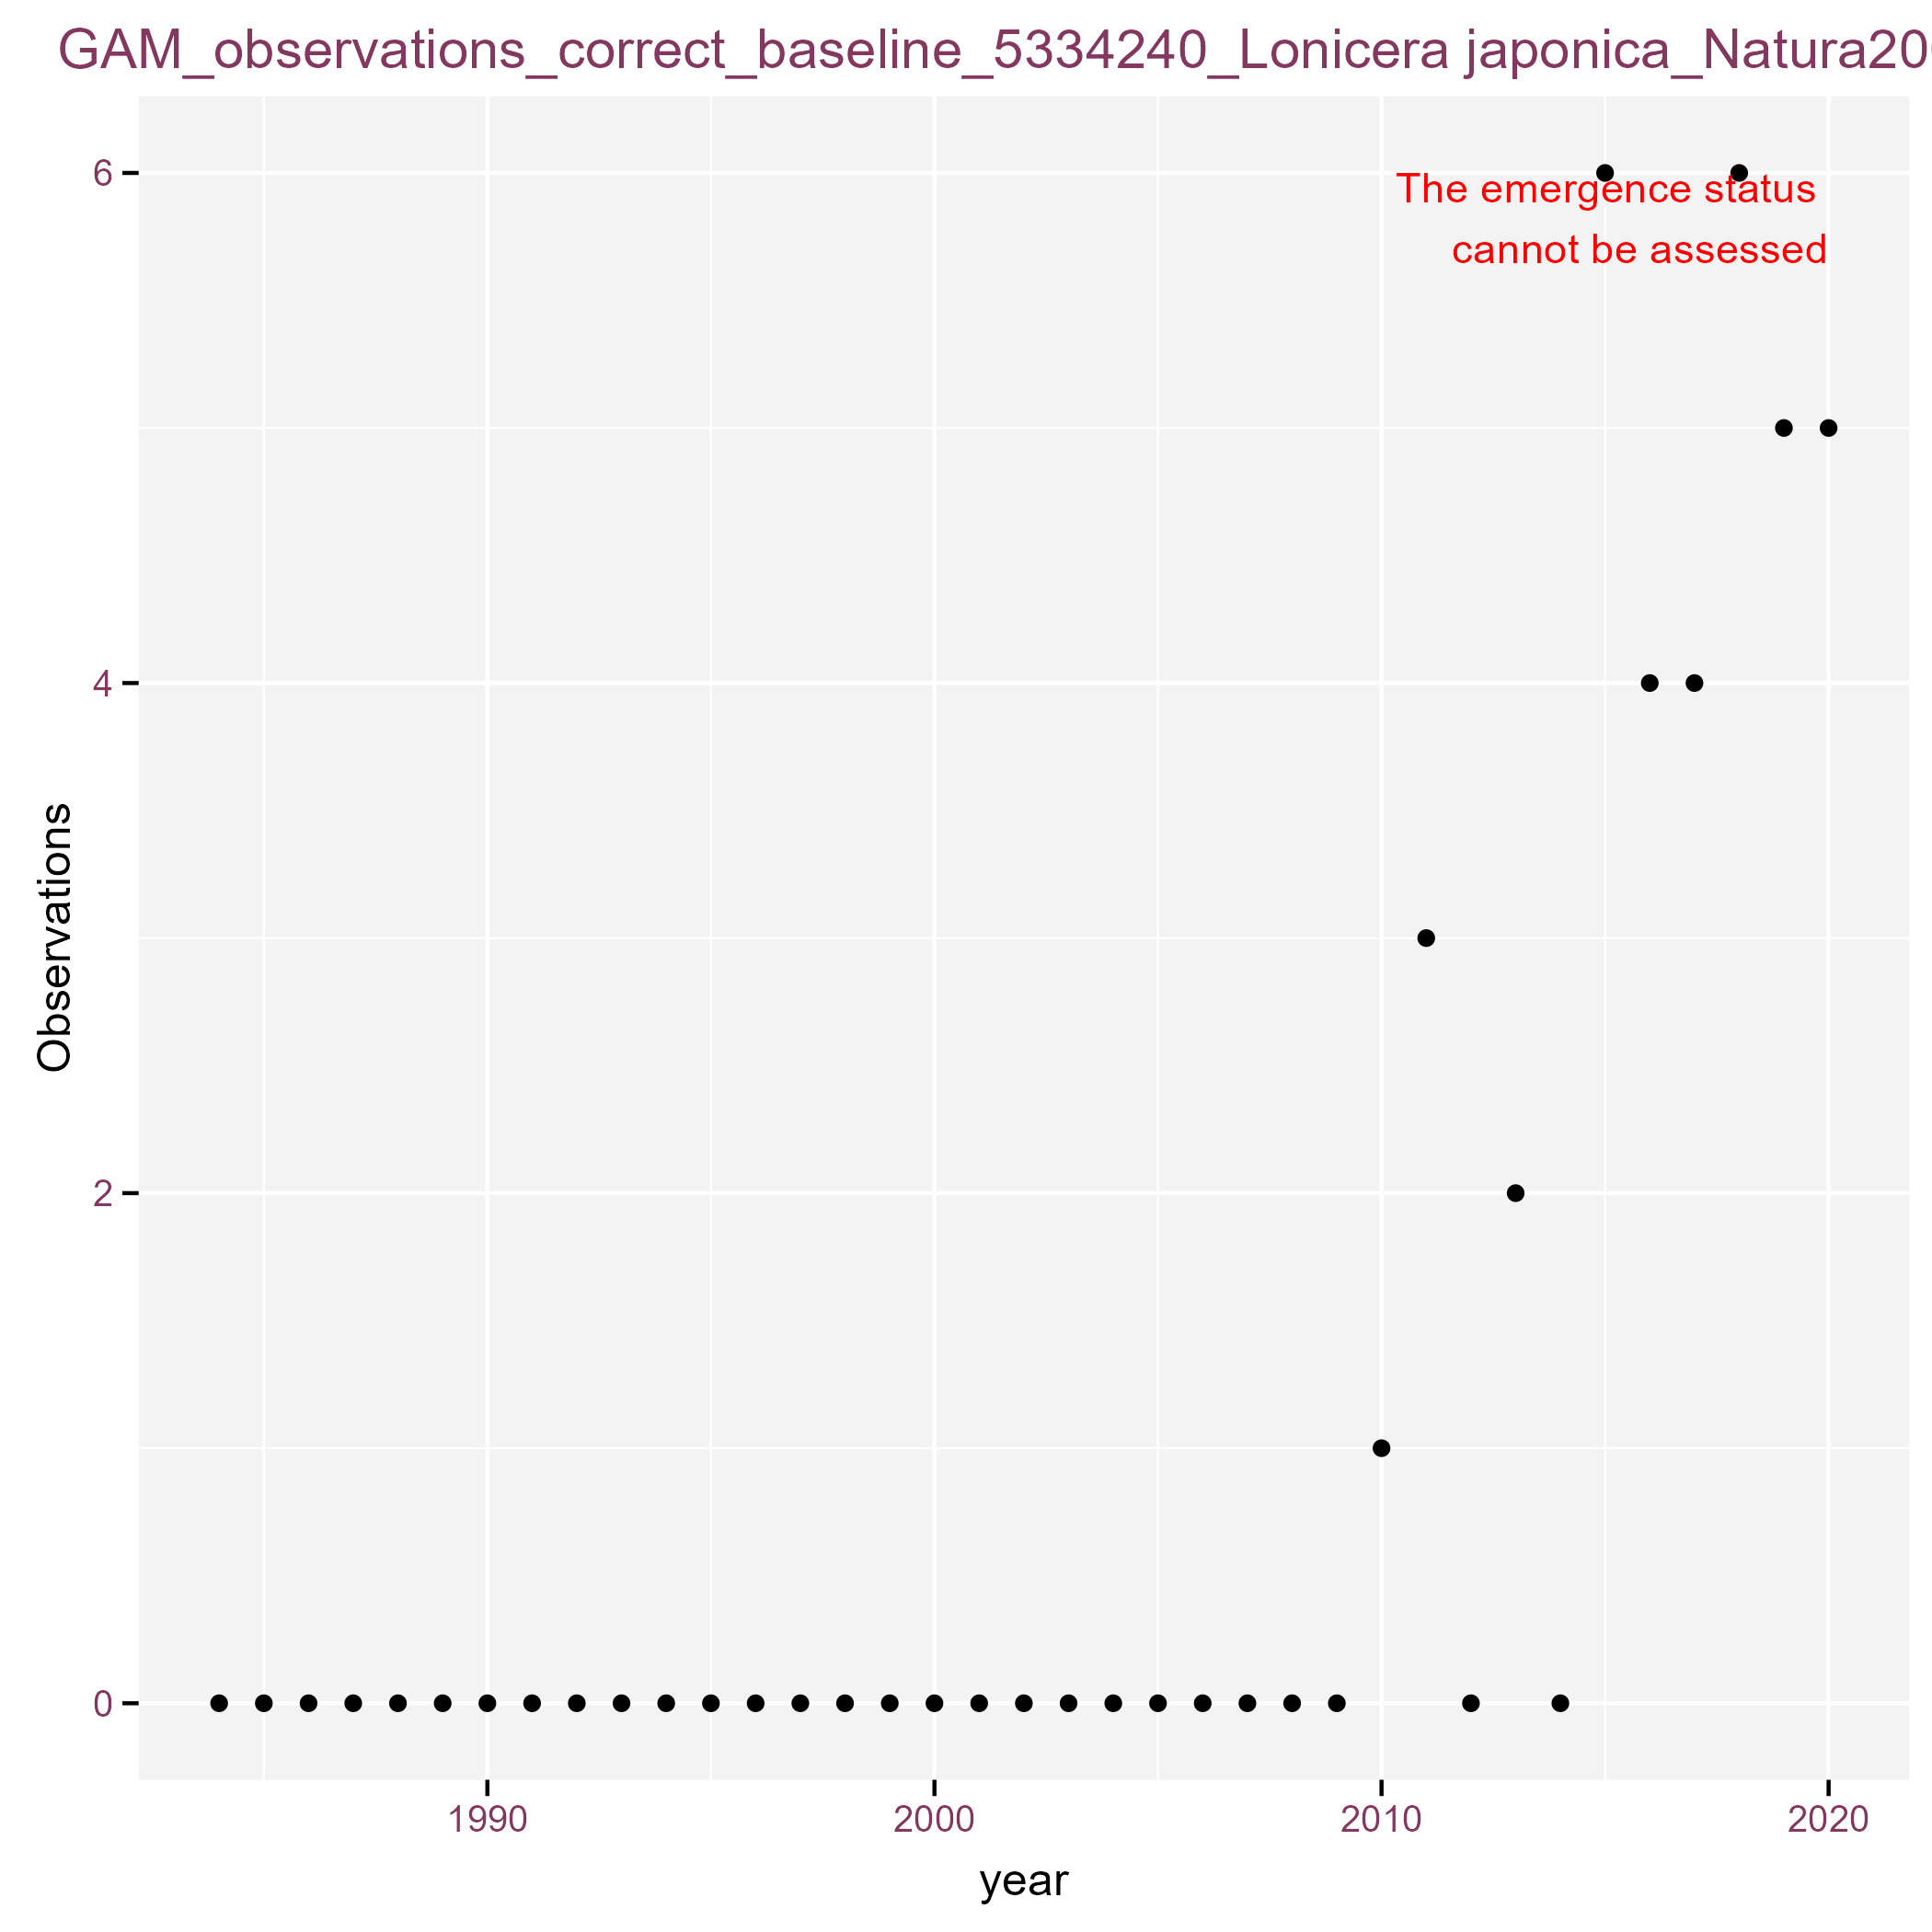 GAM_observations_correct_baseline_5334240_Lonicera japonica_Natura20
The emergence status
cannot be assessed
6
4
2
0
Observations
1990 2000 2010 2020
year